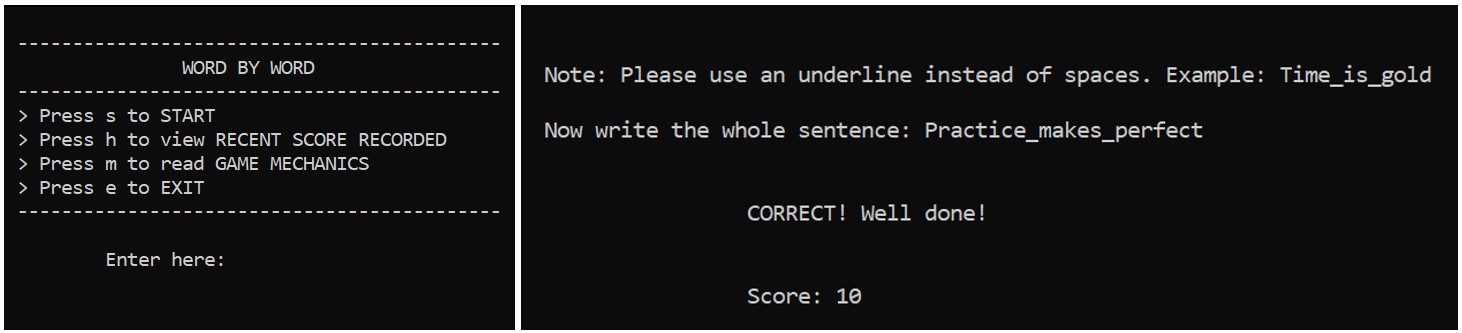 --------------------------------------------
WORD BY WORD
--------------------------------------------
> Press s to START
> Press h to view RECENT SCORE RECORDED
> Press m to read GAME MECHANICS
> Press e to EXIT
--------------------------------------------
Enter here:
Note: Please use an underline instead of spaces. Example: Time_is_gold
Now write the whole sentence: Practice_makes_perfect
CORRECT! Well done!
Score: 10